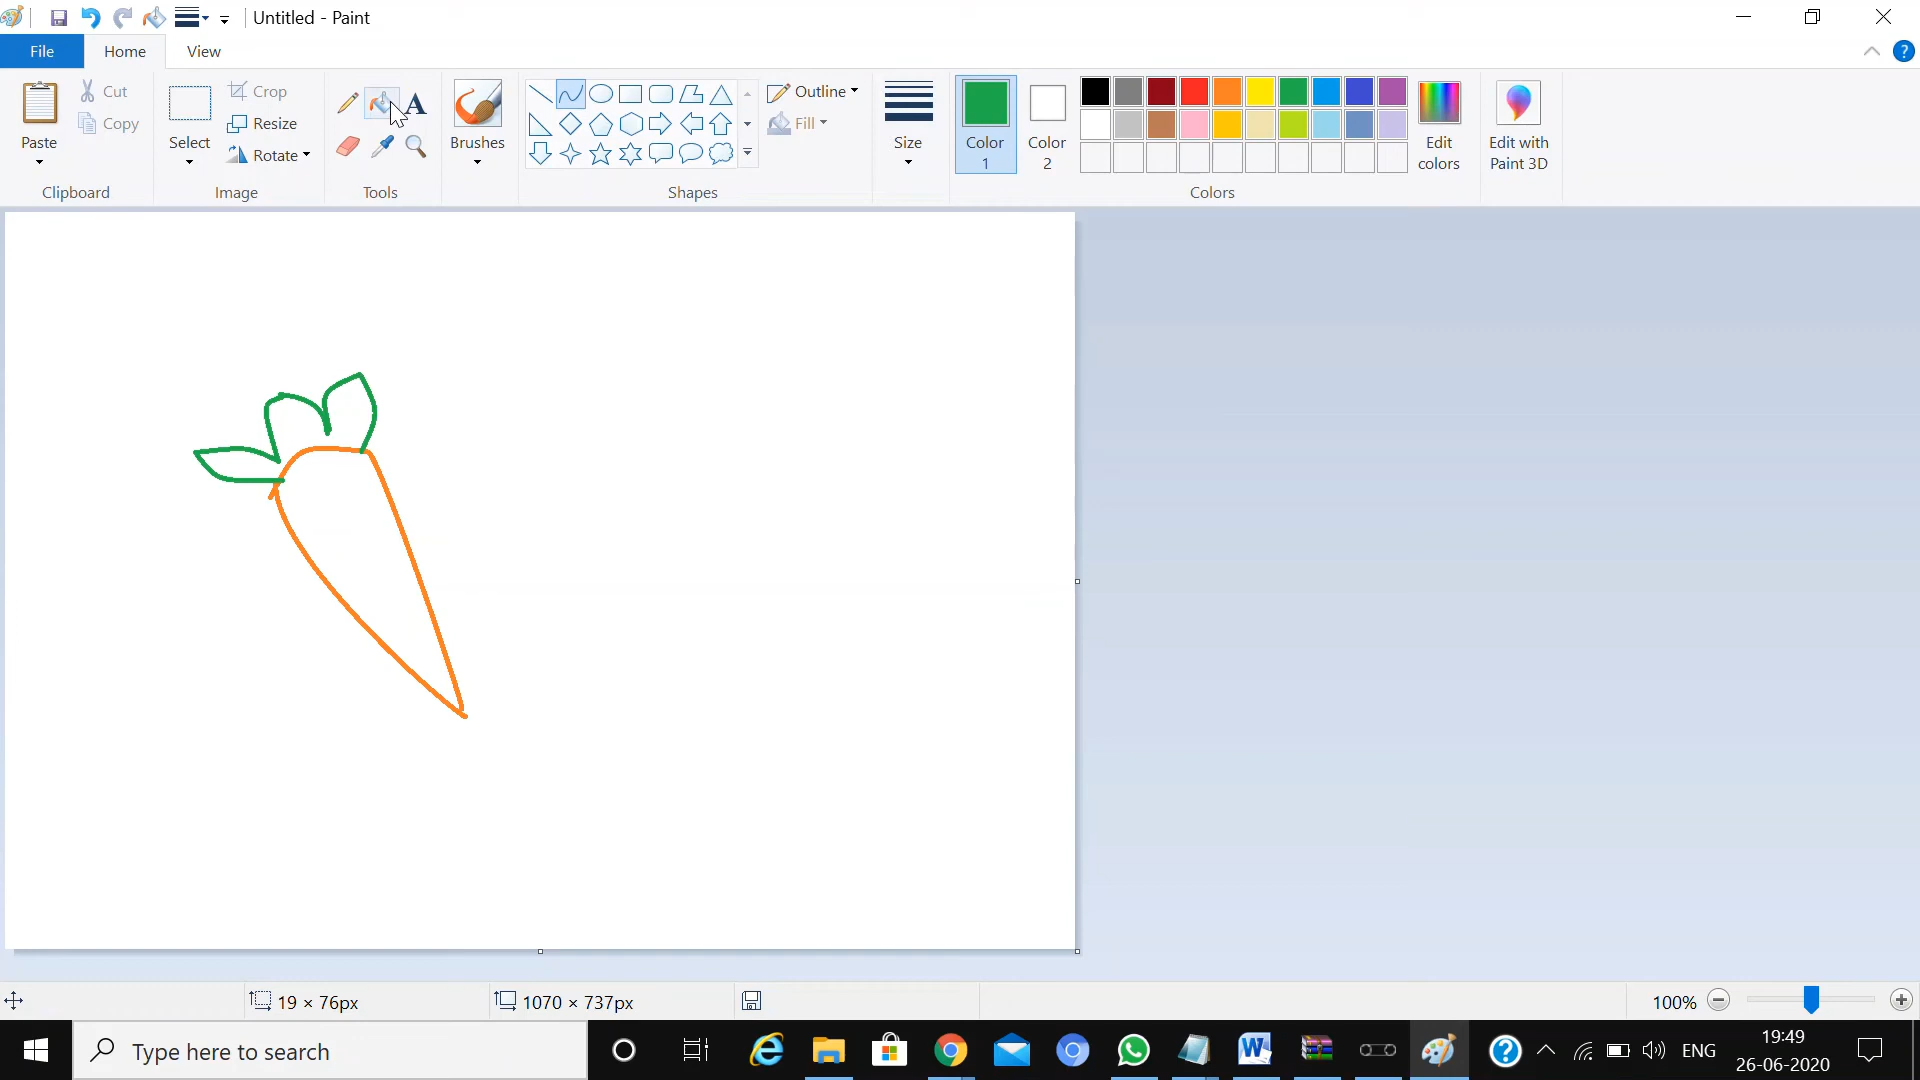 Untitled - Paint
File Home View
Paste
Cut
Copy
Clipboard
Select
Crop
Resize
Rotate
Image
A
Tools
Brushes
Shapes
Outline
Fill
Size
Color 1
Color 2
Colors
Edit colors
Edit with Paint 3D
?
19 × 76px
1070 × 737px
100%
Type here to search
W
?
ENG
19:49
26-06-2020